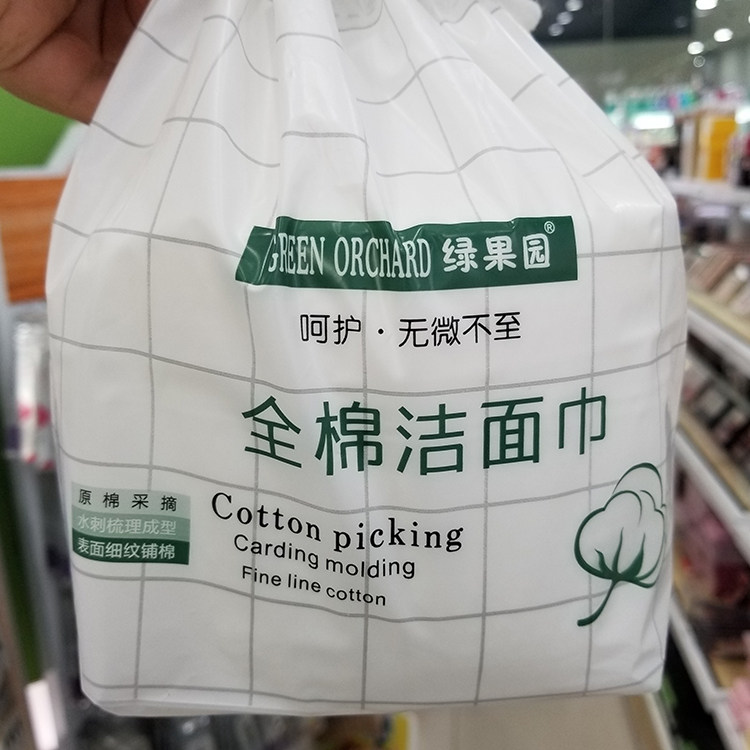 GREEN ORCHARD 绿果园®
呵护·无微不至
全棉洁面巾
原棉采摘
水刺梳理成型
表面细纹铺棉
Cotton picking
Carding molding
Fine line cotton